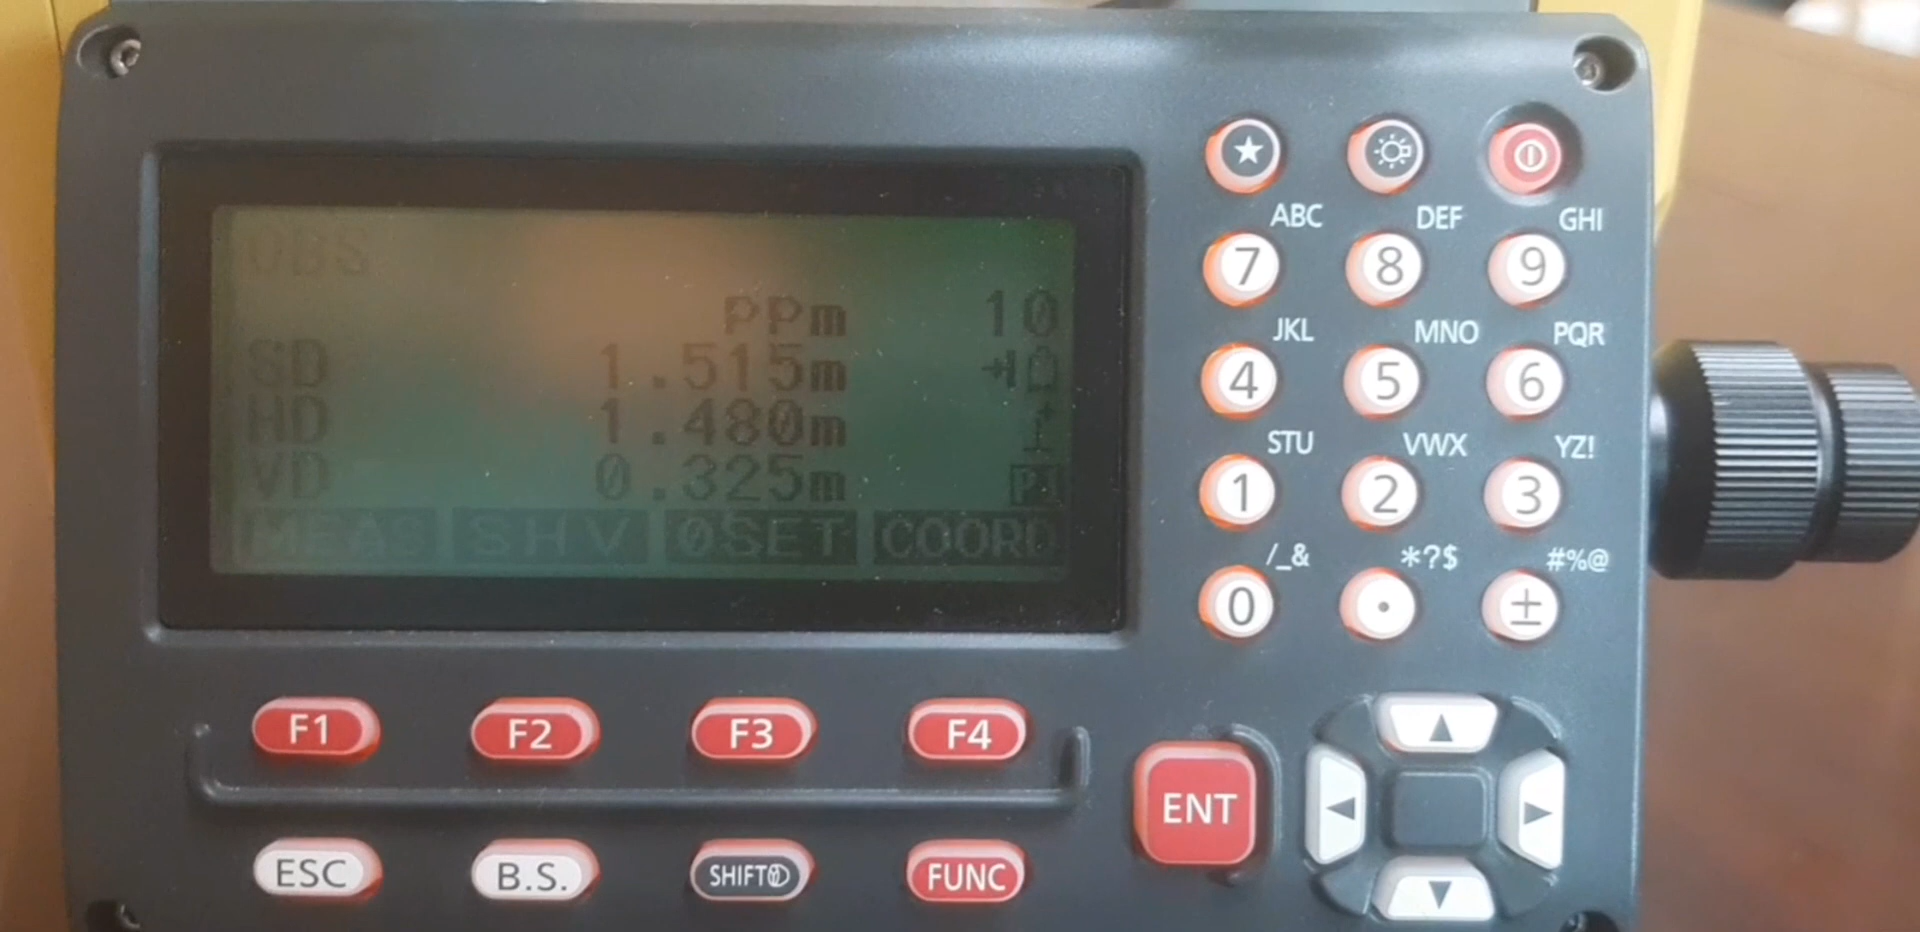 OBS
PPm 10
SD 1.515m
HD 1.480m
VD 0.325m P1
MEAS SHV 0SET COORD
ABC DEF GHI
7 8 9
JKL MNO PQR
4 5 6
STU VWX YZ!
1 2 3
/_& *?$ #%@
0 . ±
F1 F2 F3 F4
ENT
ESC B.S. SHIFT FUNC